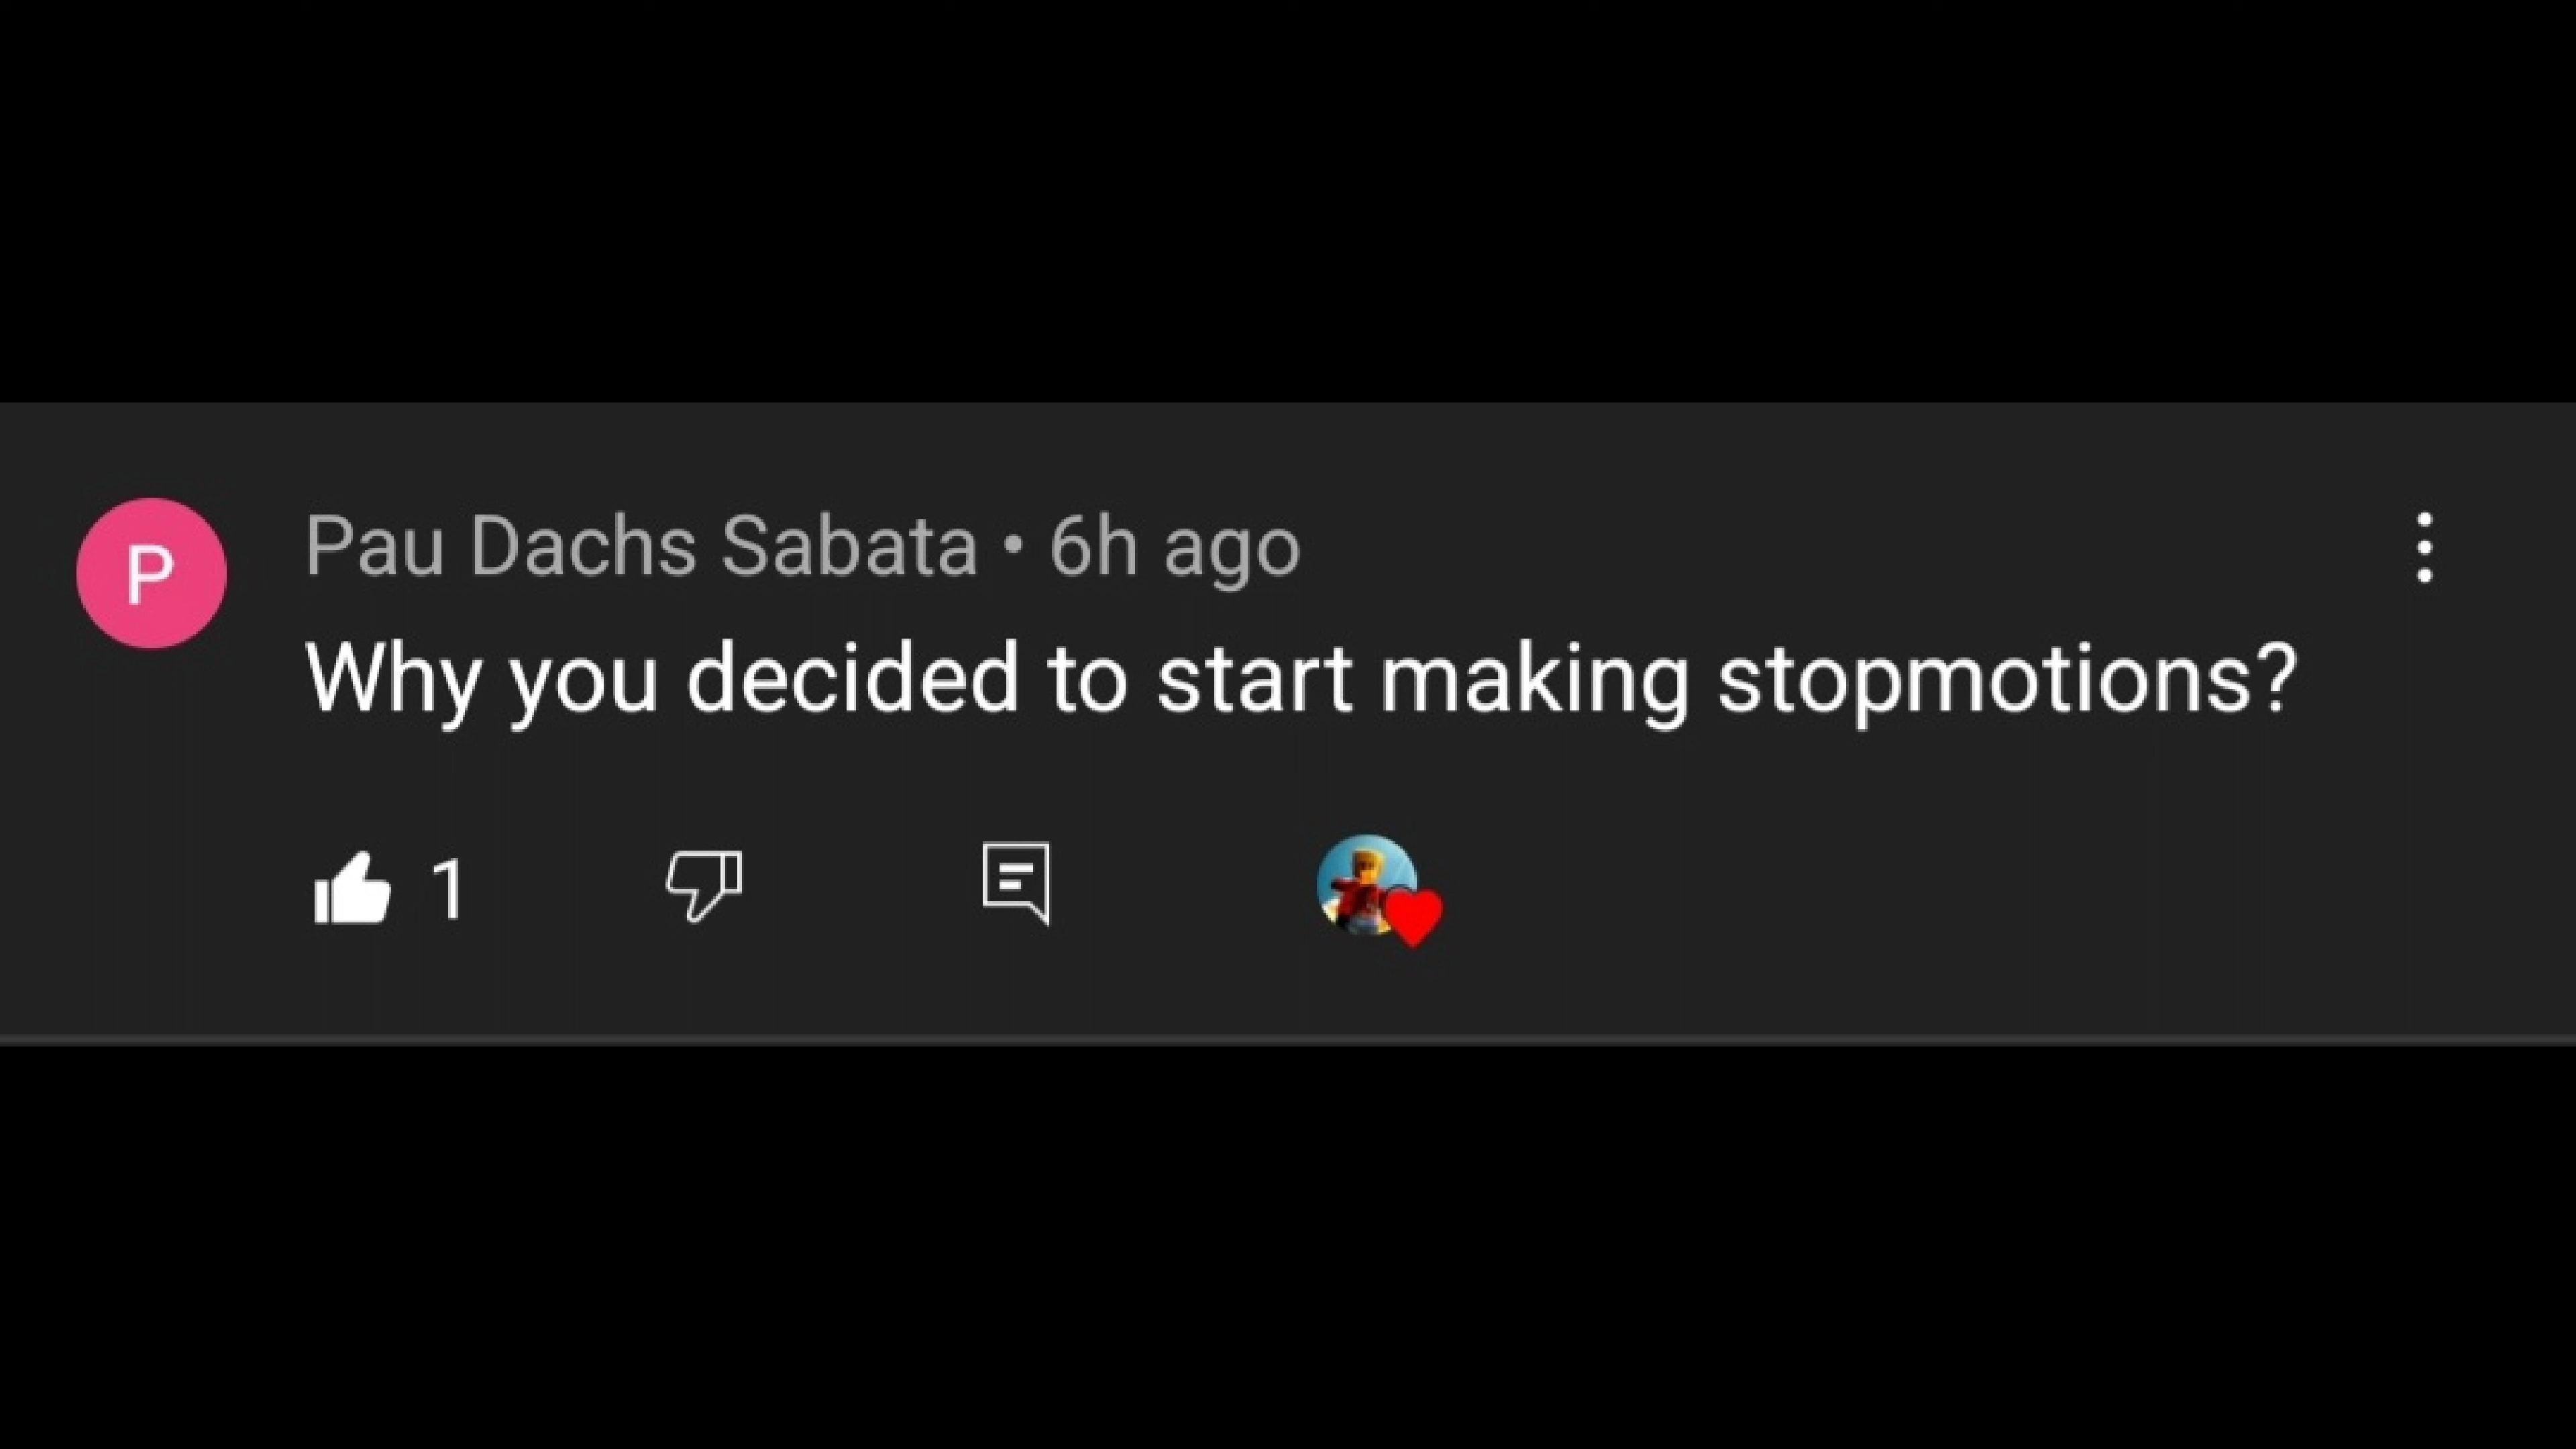 P
Pau Dachs Sabata • 6h ago
Why you decided to start making stopmotions?
1